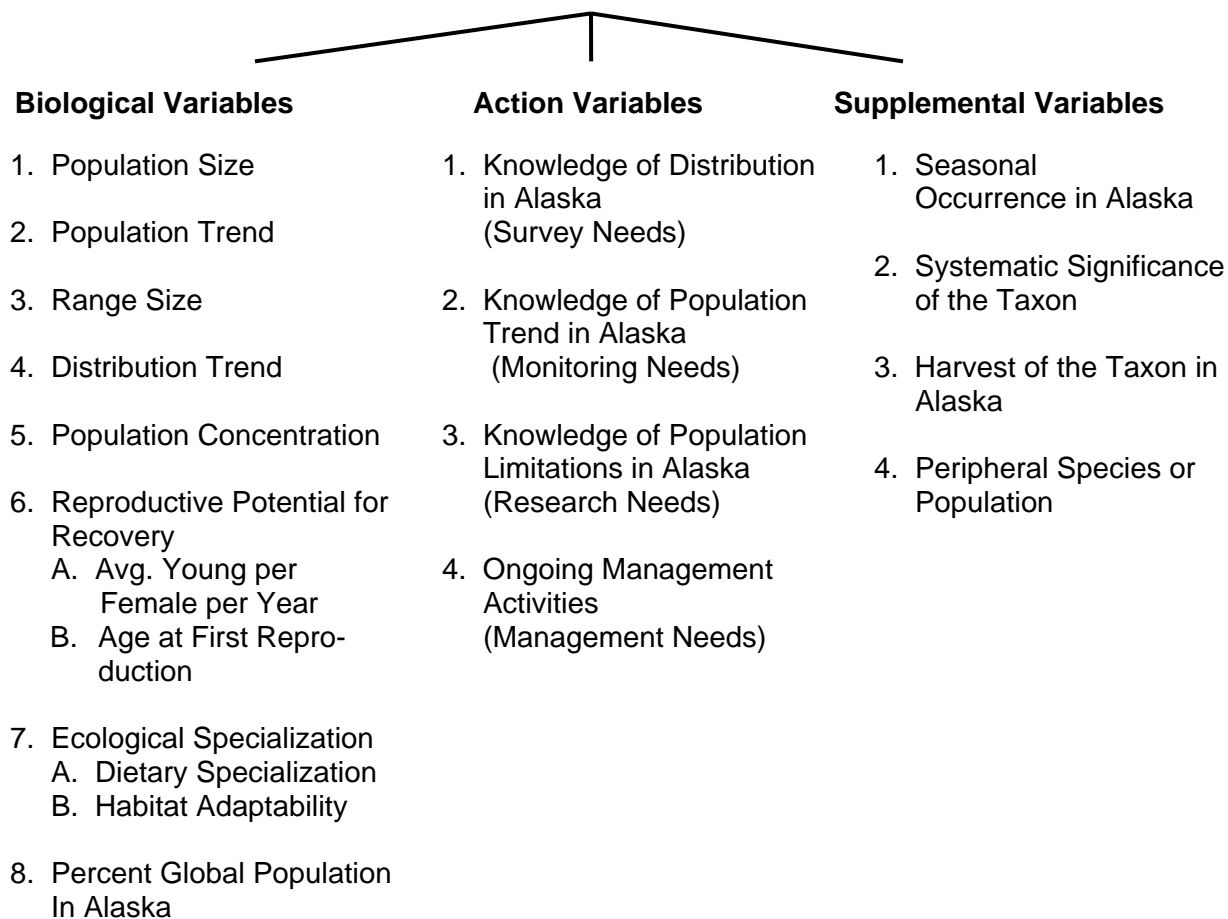 Biological Variables
1. Population Size
2. Population Trend
3. Range Size
4. Distribution Trend
5. Population Concentration
6. Reproductive Potential for
Recovery
A. Avg. Young per
Female per Year
B. Age at First Repro-
duction
7. Ecological Specialization
A. Dietary Specialization
B. Habitat Adaptability
8. Percent Global Population
In Alaska
Action Variables
1. Knowledge of Distribution
in Alaska
(Survey Needs)
2. Knowledge of Population
Trend in Alaska
(Monitoring Needs)
3. Knowledge of Population
Limitations in Alaska
(Research Needs)
4. Ongoing Management
Activities
(Management Needs)
Supplemental Variables
1. Seasonal
Occurrence in Alaska
2. Systematic Significance
of the Taxon
3. Harvest of the Taxon in
Alaska
4. Peripheral Species or
Population